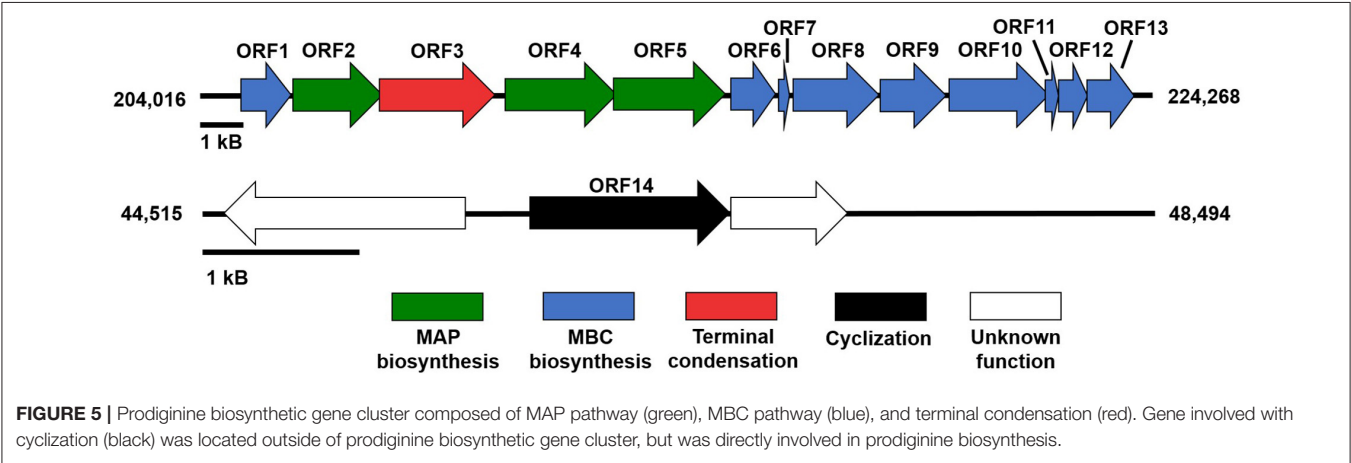 ORF7
ORF11
ORF13
ORF1 ORF2 ORF3 ORF4 ORF5 ORF6 ORF8 ORF9 ORF10 ORF12
204,016
224,268
1 kB
ORF14
44,515
48,494
1 kB
MAP
biosynthesis
MBC
biosynthesis
Terminal
condensation
Cyclization
Unknown
function
FIGURE 5 | Prodiginine biosynthetic gene cluster composed of MAP pathway (green), MBC pathway (blue), and terminal condensation (red). Gene involved with
cyclization (black) was located outside of prodiginine biosynthetic gene cluster, but was directly involved in prodiginine biosynthesis.